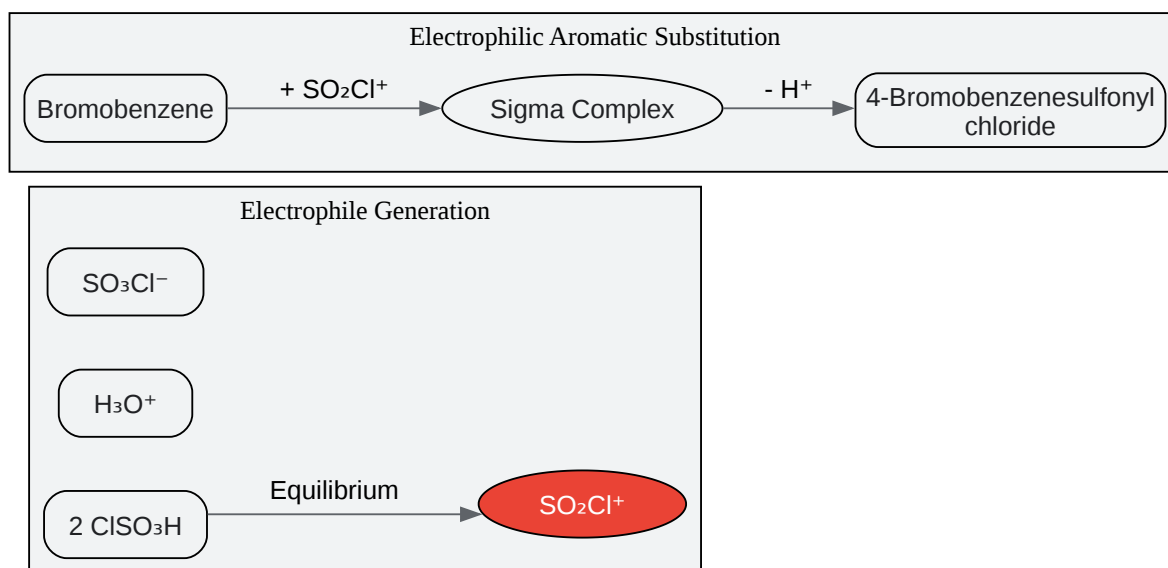 Electrophilic Aromatic Substitution
Bromobenzene
+ SO₂Cl⁺
Sigma Complex
- H⁺
4-Bromobenzenesulfonyl
chloride
Electrophile Generation
SO₃Cl⁻
H₃O⁺
2 ClSO₃H
Equilibrium
SO₂Cl⁺